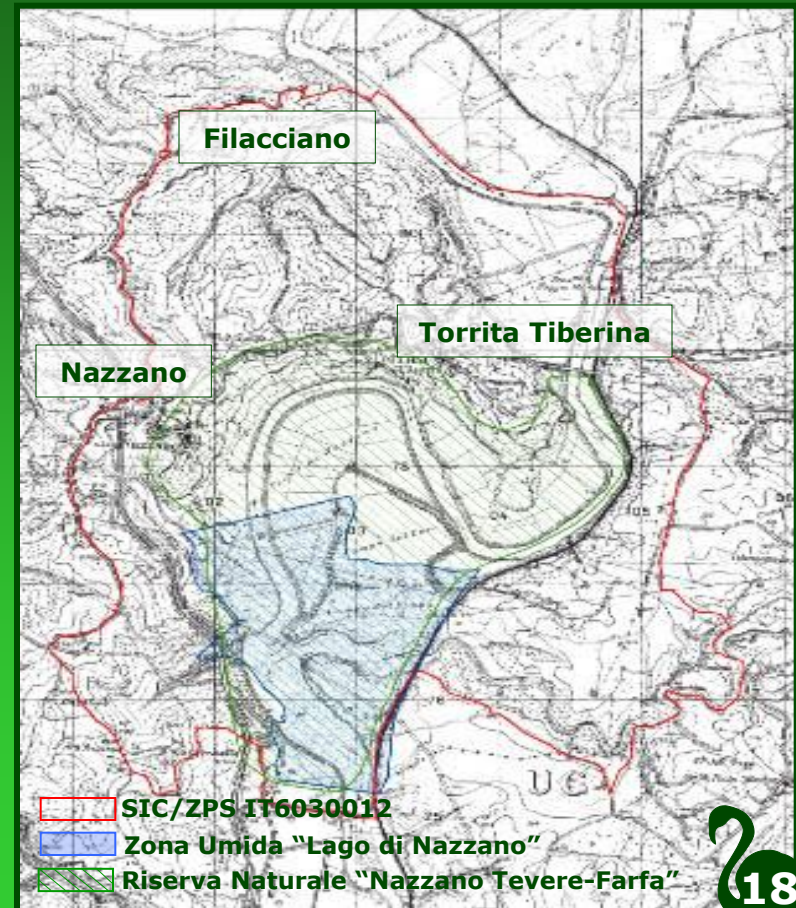 Filacciano
Torrita Tiberina
Nazzano
SIC/ZPS IT6030012
Zona Umida “Lago di Nazzano”
Riserva Naturale “Nazzano Tevere-Farfa”
18